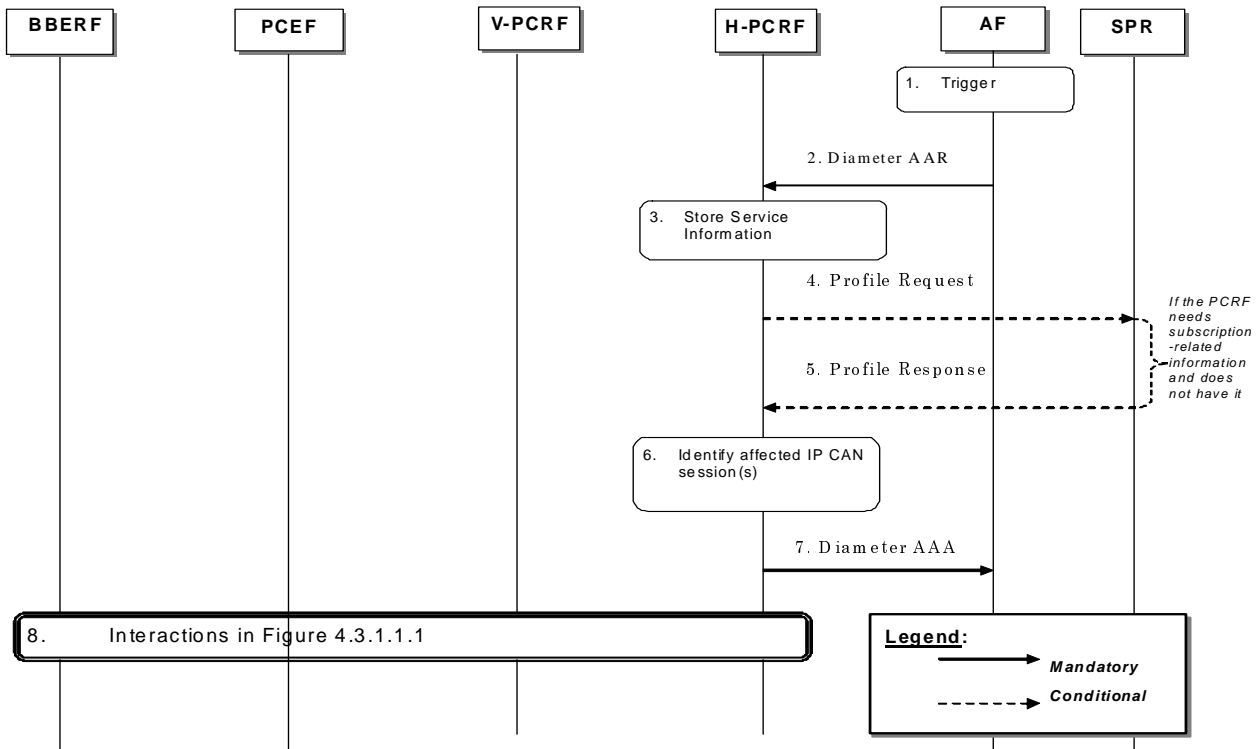 BBERF
PCEF
V-PCRF
H-PCRF
AF
SPR
1. Trigger
2. Diameter AAR
3. Store Service
Information
4. Profile Request
If the PCRF
needs
subscription
-related
information
and does
not have it
5. Profile Response
6. Identify affected IP CAN
session(s)
7. Diameter AAA
8. Interactions in Figure 4.3.1.1.1
Legend:
Mandatory
Conditional